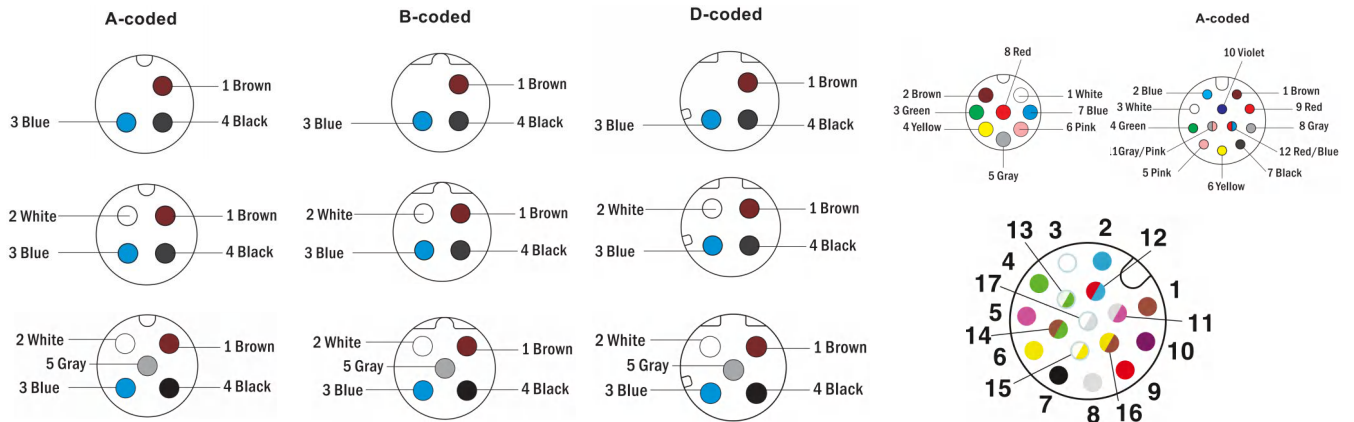 A-coded
B-coded
D-coded
A-coded
1 Brown
3 Blue
4 Black
1 Brown
3 Blue
4 Black
1 Brown
3 Blue
4 Black
8 Red
2 Brown
1 White
3 Green
7 Blue
4 Yellow
6 Pink
5 Gray
10 Violet
2 Blue
1 Brown
3 White
9 Red
4 Green
8 Gray
11Gray/Pink
12 Red/Blue
5 Pink
7 Black
6 Yellow
2 White
1 Brown
3 Blue
4 Black
2 White
1 Brown
3 Blue
4 Black
2 White
1 Brown
3 Blue
4 Black
2 White
1 Brown
5 Gray
3 Blue
4 Black
2 White
1 Brown
5 Gray
3 Blue
4 Black
2 White
1 Brown
5 Gray
3 Blue
4 Black
13
3
2
12
4
17
1
5
11
14
10
6
15
9
7
8
16